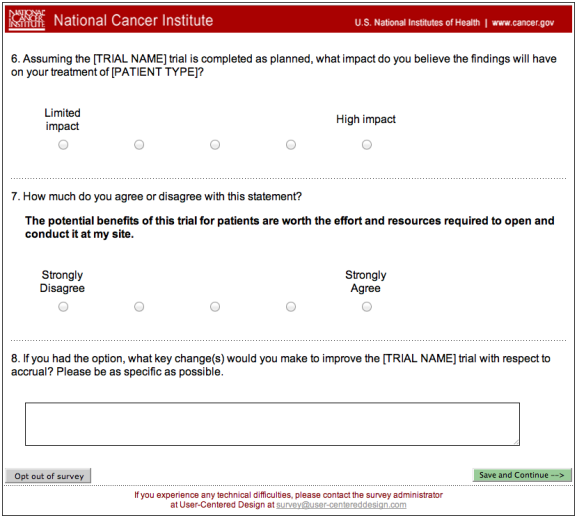 NATIONAL
CANCER
INSTITUTE
National Cancer Institute
U.S. National Institutes of Health | www.cancer.gov
6. Assuming the [TRIAL NAME] trial is completed as planned, what impact do you believe the findings will have
on your treatment of [PATIENT TYPE]?
Limited
impact
High impact
7. How much do you agree or disagree with this statement?
The potential benefits of this trial for patients are worth the effort and resources required to open and
conduct it at my site.
Strongly
Disagree
Strongly
Agree
8. If you had the option, what key change(s) would you make to improve the [TRIAL NAME] trial with respect to
accrual? Please be as specific as possible.
Opt out of survey
Save and Continue -->
If you experience any technical difficulties, please contact the survey administrator
at User-Centered Design at survey@user-centereddesign.com